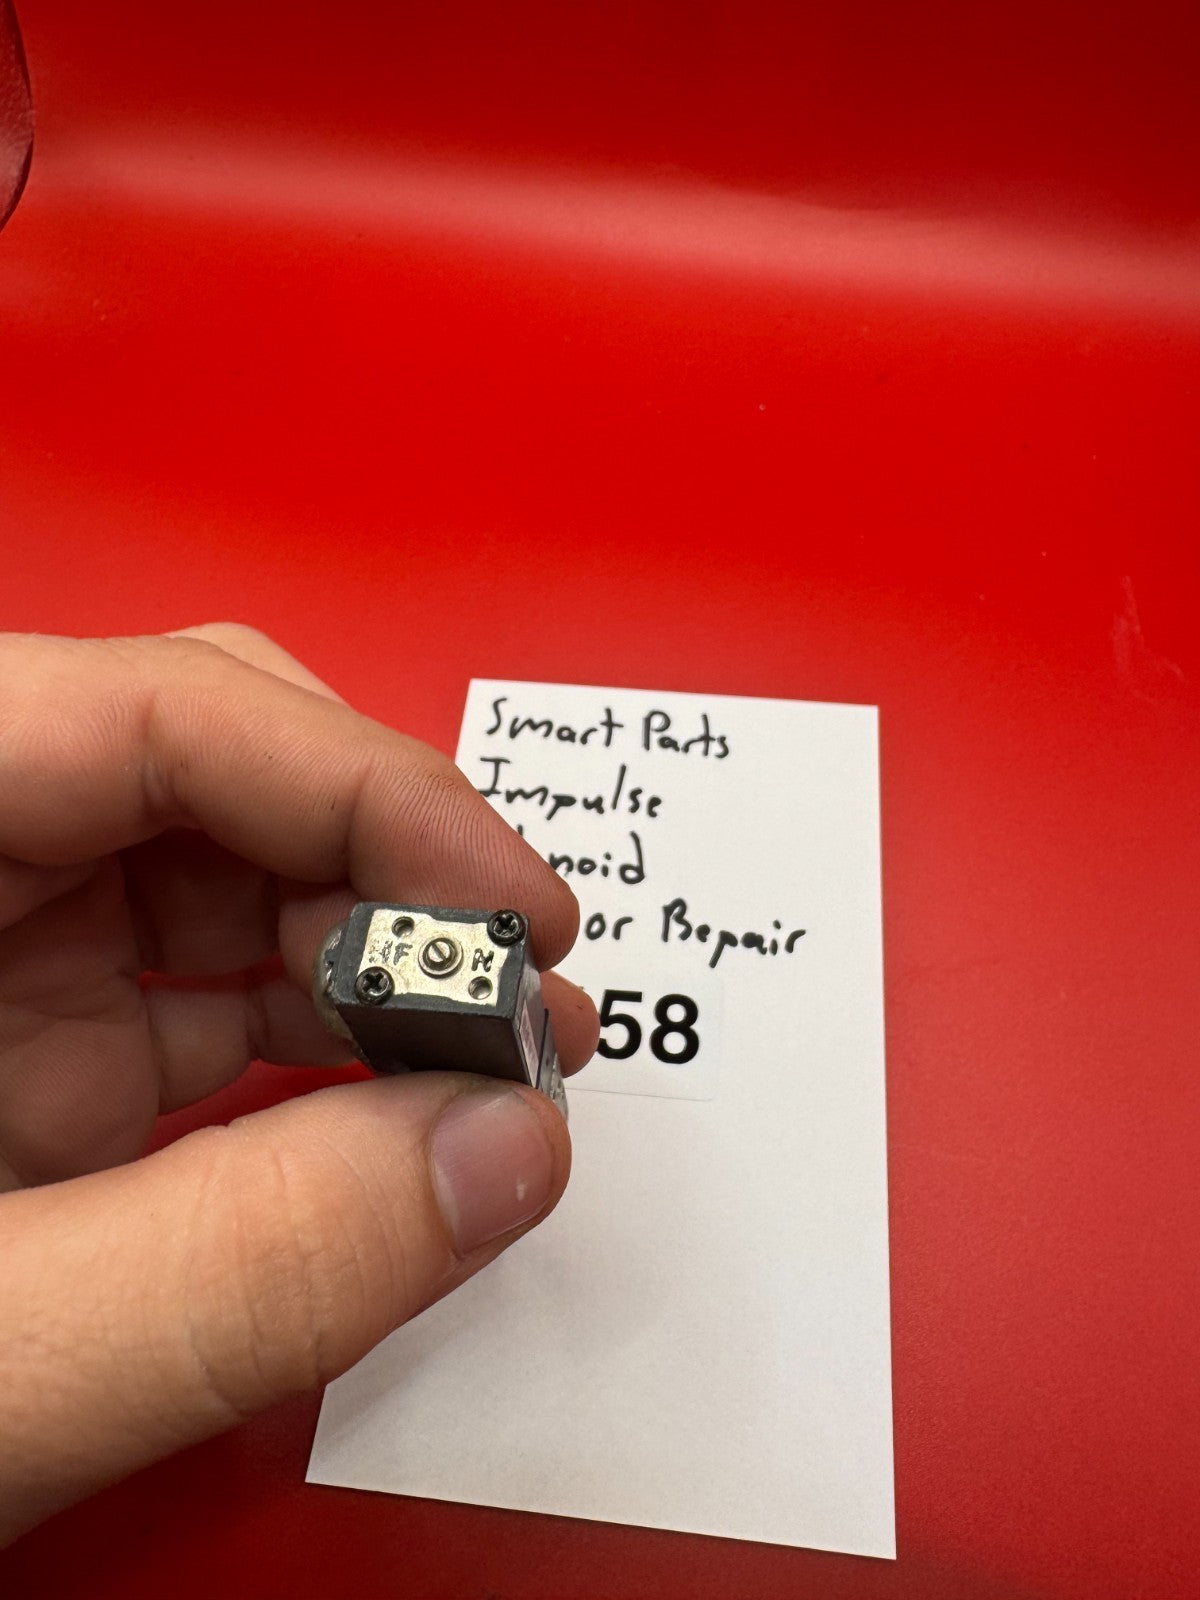 Smart Parts
Impulse
noid
or Repair
58
N